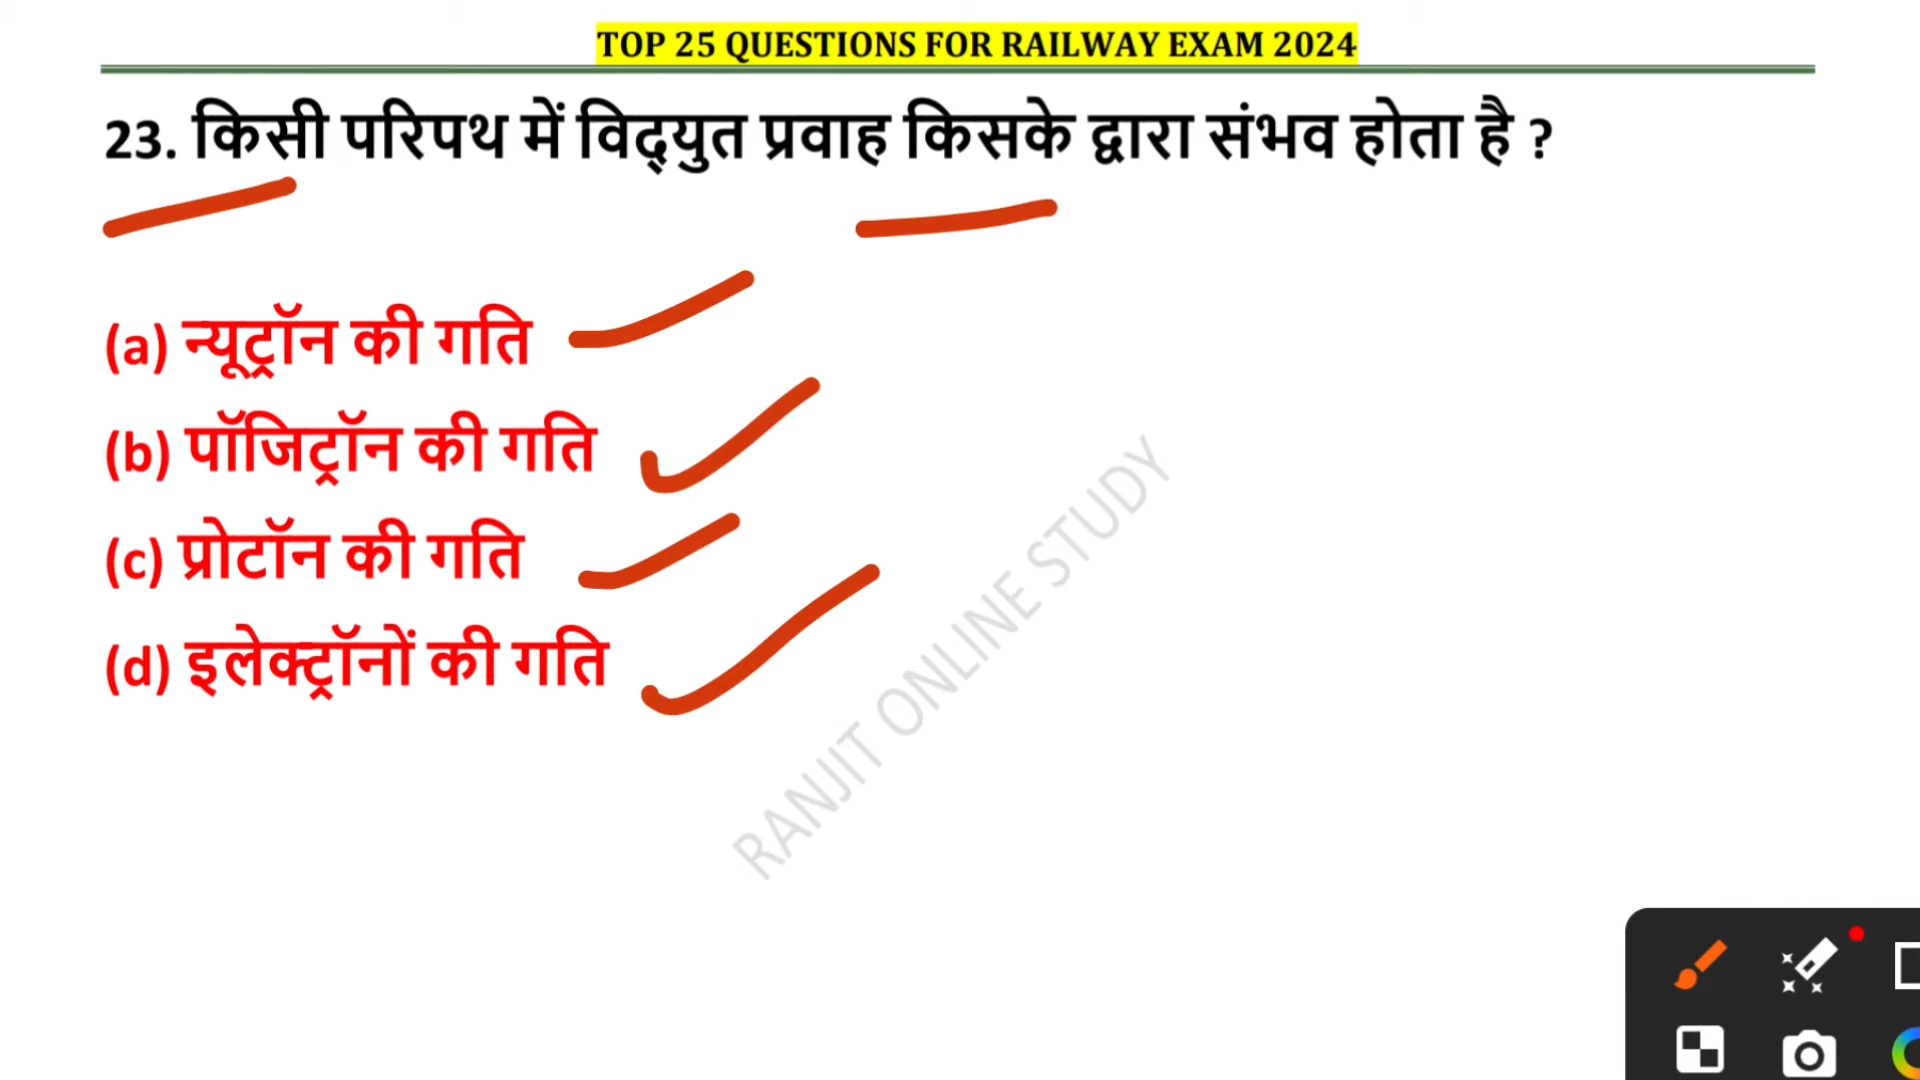 TOP 25 QUESTIONS FOR RAILWAY EXAM 2024
23. किसी परिपथ में विद्युत प्रवाह किसके द्वारा संभव होता है ?
(a) न्यूट्रॉन की गति
(b) पॉजिट्रॉन की गति
(c) प्रोटॉन की गति
(d) इलेक्ट्रॉनों की गति
RANJIT ONLINE STUDY